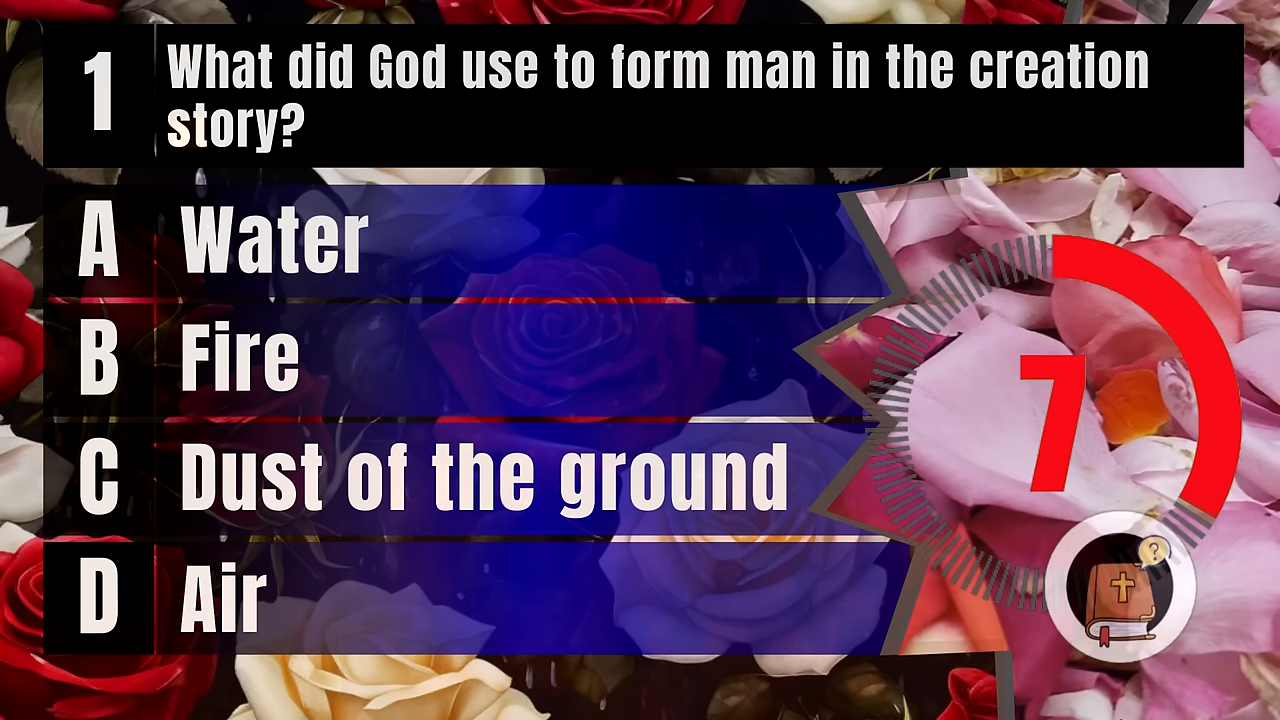 1
What did God use to form man in the creation
story?
A Water
B Fire
C Dust of the ground
D Air
7
?